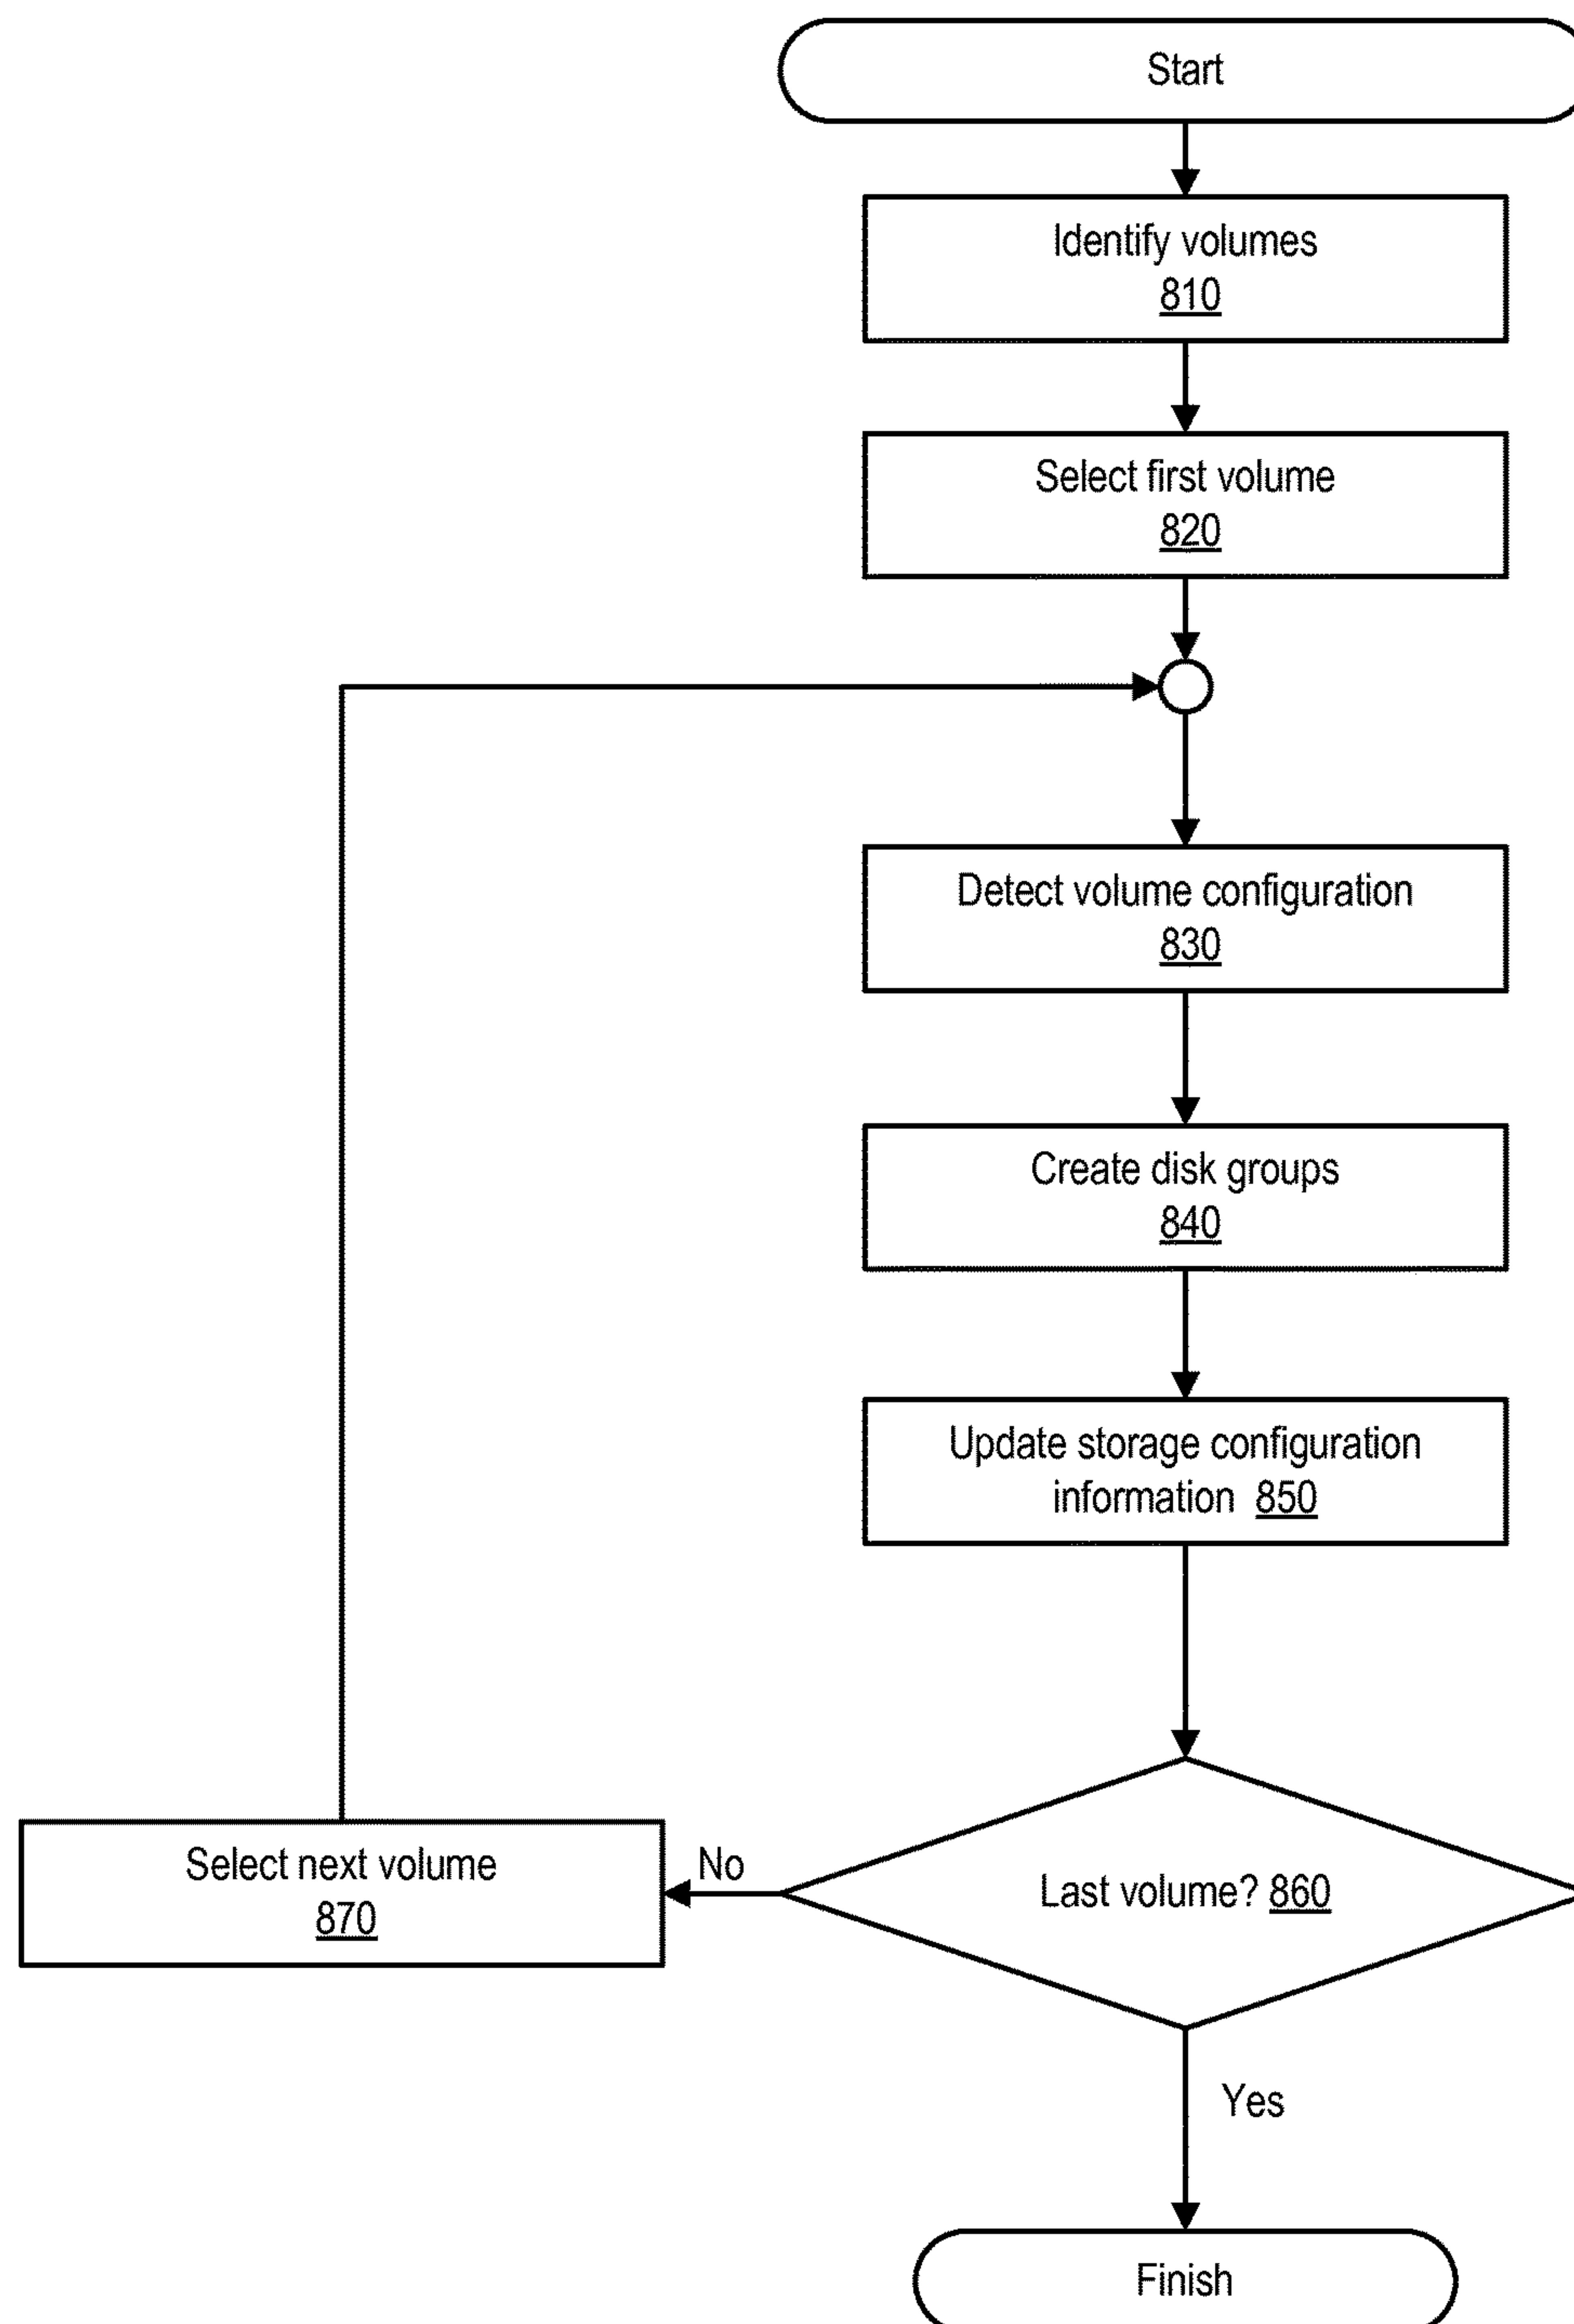 Start
Identify volumes
810
Select first volume
820
Detect volume configuration
830
Create disk groups
840
Update storage configuration
information 850
Select next volume
870
No
Last volume? 860
Yes
Finish